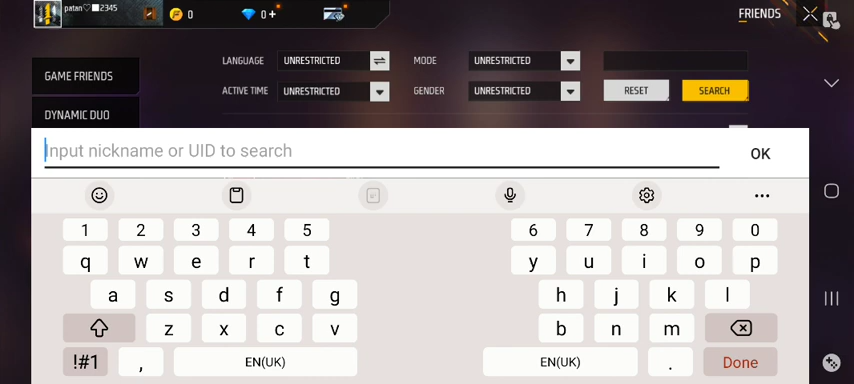 patan♡■2345
0
0 +
FRIENDS
LANGUAGE UNRESTRICTED MODE UNRESTRICTED
GAME FRIENDS
ACTIVE TIME UNRESTRICTED GENDER UNRESTRICTED RESET SEARCH
DYNAMIC DUO
Input nickname or UID to search OK
1 2 3 4 5 6 7 8 9 0
q w e r t y u i o p
a s d f g h j k l
z x c v b n m
!#1 , EN(UK) EN(UK) . Done